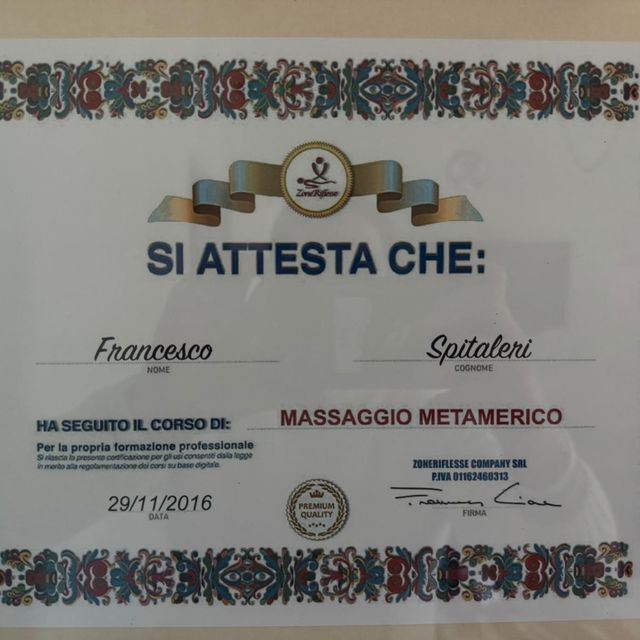 Zone Riflesse
SI ATTESTA CHE:
Francesco Spitaleri
NOME COGNOME
HA SEGUITO IL CORSO DI: MASSAGGIO METAMERICO
Per la propria formazione professionale
Si rilascia la presente certificazione per gli usi consentiti dalla legge
in merito alla regolamentazione dei corsi su base digitale.
ZONERIFLESSE COMPANY SRL
P.IVA 01162460313
29/11/2016
DATA
PREMIUM
QUALITY
FIRMA